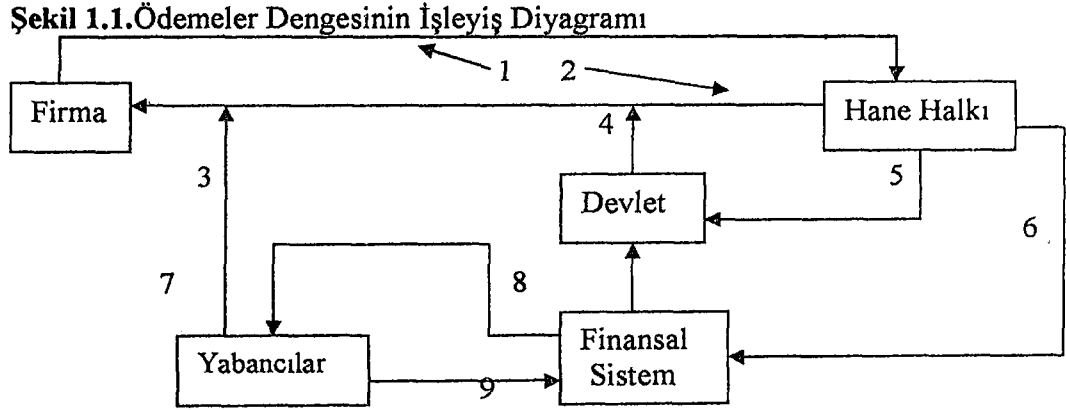 Şekil 1.1.Ödemeler Dengesinin İşleyiş Diyagramı
1 2
Firma
Hane Halkı
4
3
5
Devlet
6
7
8
Finansal
Sistem
Yabancılar
9